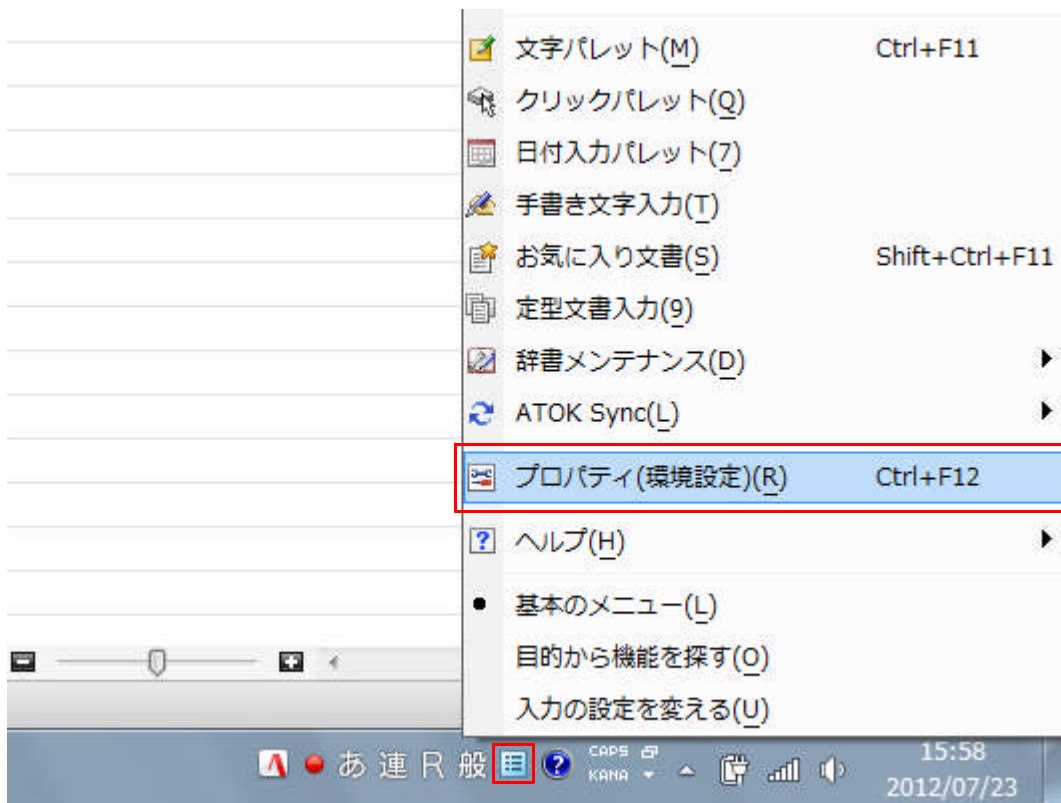 文字パレット(M) Ctrl+F11
クリックパレット(Q)
日付入力パレット(7)
手書き文字入力(T)
お気に入り文書(S) Shift+Ctrl+F11
定型文書入力(9)
辞書メンテナンス(D)
ATOK Sync(L)
プロパティ(環境設定)(R) Ctrl+F12
ヘルプ(H)
基本のメニュー(L)
目的から機能を探す(O)
入力の設定を変える(U)
あ 連 R 般 CAPS
KANA
15:58
2012/07/23